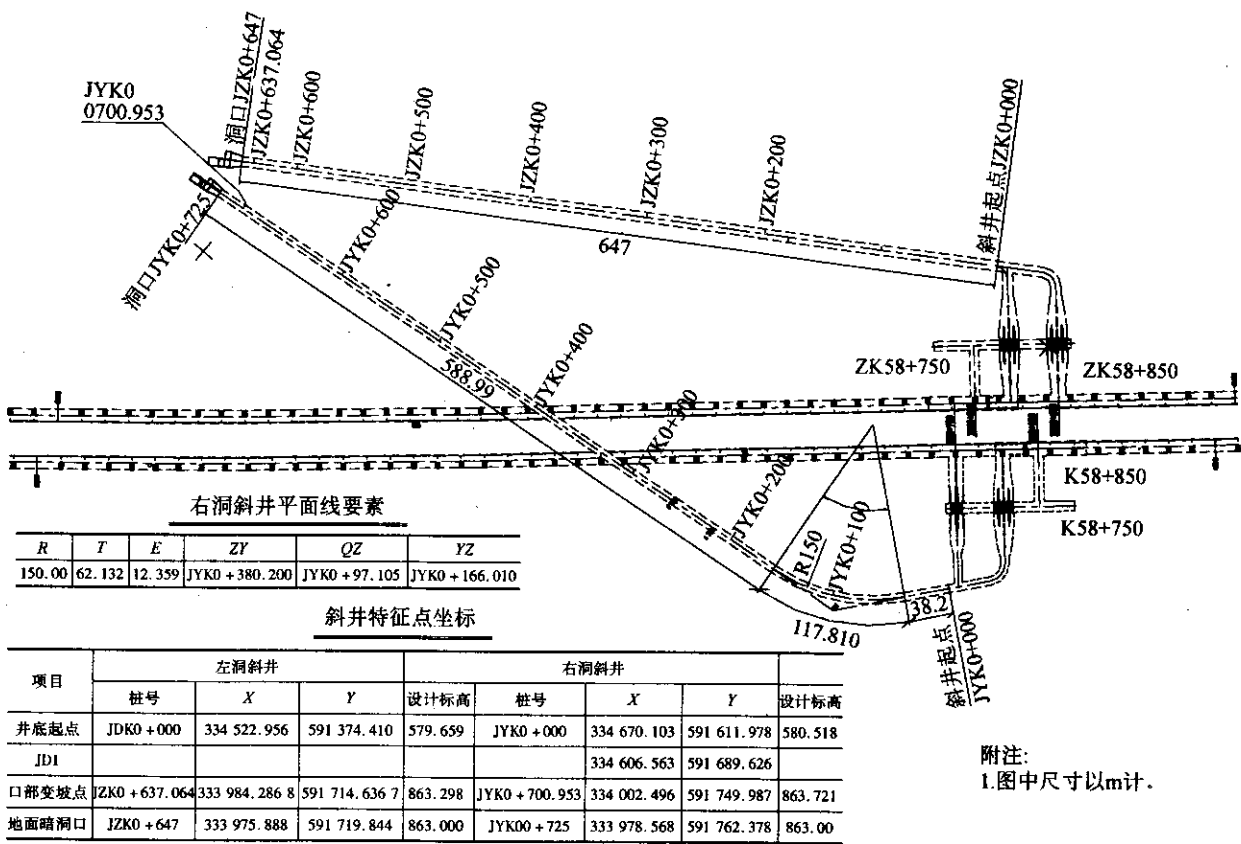 JYK0
0700.953
洞口JZK0+647
JZK0+637.064
JZK0+600
JZK0+500
JZK0+400
JZK0+300
JZK0+200
斜井起点JZK0+000
647
洞口JYK0+725
JYK0+600
JYK0+500
JYK0+400
JYK0+300
JYK0+200
JYK0+100
588.99
R150
117.810
38.2
斜井起点
JYK0+000
ZK58+750
ZK58+850
K58+850
K58+750
右洞斜井平面线要素
R T E ZY QZ YZ
150.00 62.132 12.359 JYK0+380.200 JYK0+97.105 JYK0+166.010
斜井特征点坐标
项目 左洞斜井 右洞斜井
桩号 X Y 设计标高 桩号 X Y 设计标高
井底起点 JDK0+000 334 522.956 591 374.410 579.659 JYK0+000 334 670.103 591 611.978 580.518
JD1 334 606.563 591 689.626
口部变坡点 JZK0+637.064 333 984.286 8 591 714.636 7 863.298 JYK0+700.953 334 002.496 591 749.987 863.721
地面暗洞口 JZK0+647 333 975.888 591 719.844 863.000 JYK00+725 333 978.568 591 762.378 863.00
附注:
1.图中尺寸以m计.